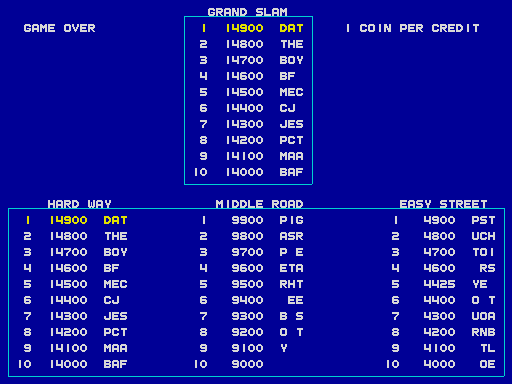 GRAND SLAM
GAME OVER
1 COIN PER CREDIT
1 14900 DAT
2 14800 THE
3 14700 BOY
4 14600 BF
5 14500 MEC
6 14400 CJ
7 14300 JES
8 14200 PCT
9 14100 MAA
10 14000 BAF
HARD WAY MIDDLE ROAD EASY STREET
1 14900 DAT 1 9900 PIG 1 4900 PST
2 14800 THE 2 9800 ASR 2 4800 UCH
3 14700 BOY 3 9700 P E 3 4700 TOI
4 14600 BF 4 9600 ETA 4 4600 RS
5 14500 MEC 5 9500 RHT 5 4425 YE
6 14400 CJ 6 9400 EE 6 4400 O T
7 14300 JES 7 9300 B S 7 4300 UOA
8 14200 PCT 8 9200 O T 8 4200 RNB
9 14100 MAA 9 9100 Y 9 4100 TL
10 14000 BAF 10 9000 10 4000 OE